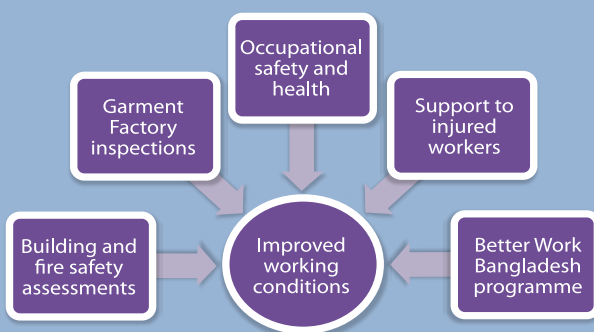 Occupational
safety and
health
Garment
Factory
inspections
Support to
injured
workers
Building and
fire safety
assessments
Improved
working
conditions
Better Work
Bangladesh
programme